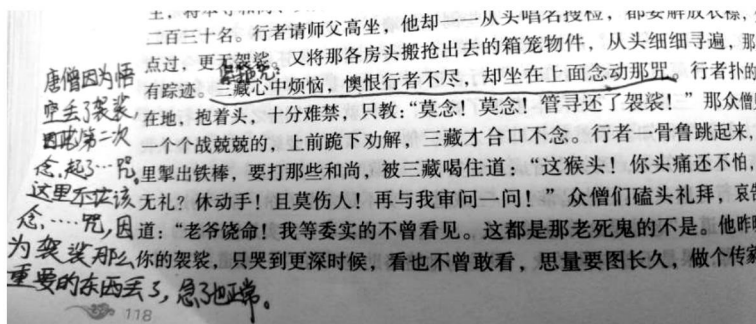 二百三十名。行者请师父高坐，他却一一从头唱名搜检，都要解放衣襟，
点过，更无袈裟。又将那各房头搬抢出去的箱笼物件，从头细细寻遍，那
有踪迹。三藏心中烦恼，懊恨行者不尽，却坐在上面念动那咒。行者扑的
在地，抱着头，十分难禁，只教：“莫念！莫念！管寻还了袈裟！”那众僧
一个个战兢兢的，上前跪下劝解，三藏才合口不念。行者一骨鲁跳起来，
里掣出铁棒，要打那些和尚，被三藏喝住道：“这猴头！你头痛还不怕，
无礼？休动手！且莫伤人！再与我审问一问！”众僧们磕头礼拜，哀告
道：“老爷饶命！我等委实的不曾看见。这都是那老死鬼的不是。他昨
你的袈裟，只哭到更深时候，看也不曾敢看，思量要图长久，做个传家
唐僧因为悟
空丢了袈裟，
因此第二次
念起了…咒。
这里不应该
念……咒，因
为袈裟那么
重要的东西丢了，急了也正常。
118